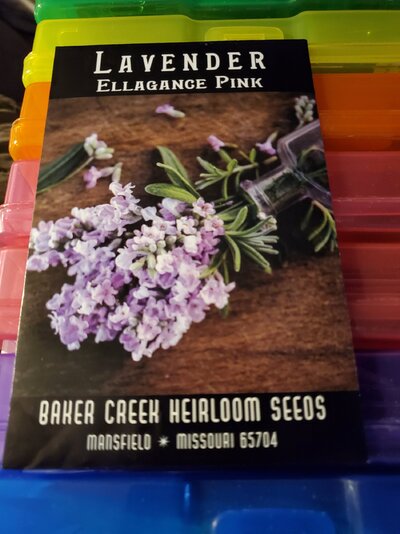 LAVENDER
ELLAGANCE PINK
BAKER CREEK HEIRLOOM SEEDS
MANSFIELD ✷ MISSOURI 65704